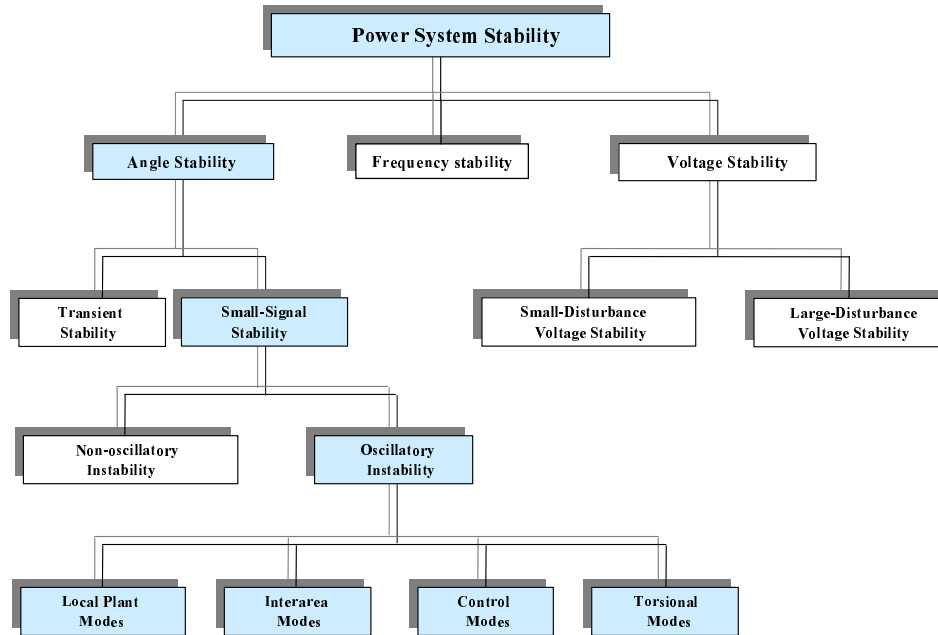 Power System Stability
Angle Stability
Frequency stability
Voltage Stability
Transient
Stability
Small-Signal
Stability
Small-Disturbance
Voltage Stability
Large-Disturbance
Voltage Stability
Non-oscillatory
Instability
Oscillatory
Instability
Local Plant
Modes
Interarea
Modes
Control
Modes
Torsional
Modes